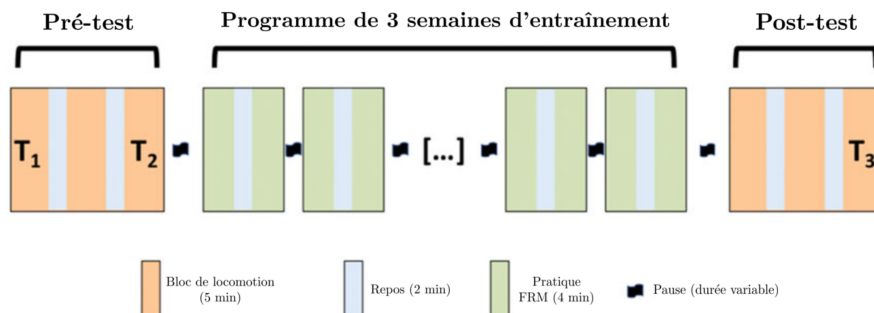 Pré-test
Programme de 3 semaines d'entraînement
Post-test
T1
T2
[...]
T3
Bloc de locomotion
(5 min)
Repos (2 min)
Pratique
FRM (4 min)
Pause (durée variable)